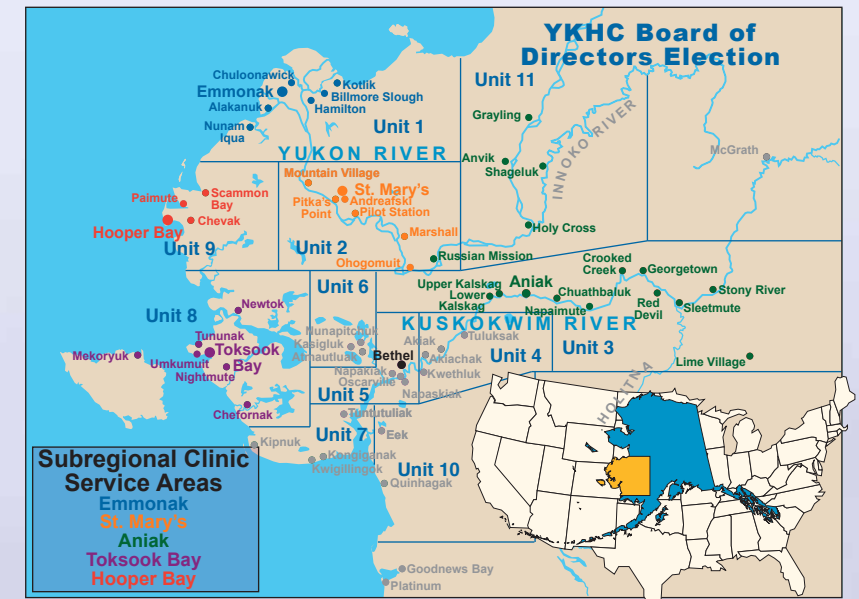 YKHC Board of
Directors Election
Unit 11
Chuloonawick
Kotlik
Emmonak
Billmore Slough
Alakanuk
Hamilton
Nunam
Iqua
Unit 1
YUKON RIVER
Grayling
Anvik
Shageluk
INNOKO RIVER
McGrath
Mountain Village
St. Mary's
Pitka's
Point
Andreafski
Pilot Station
Paimute
Scammon
Bay
Chevak
Hooper Bay
Unit 9
Unit 2
Marshall
Ohogomuit
Russian Mission
Holy Cross
Crooked
Creek
Georgetown
Upper Kalskag
Lower
Kalskag
Aniak
Chuathbaluk
Napaimute
Red
Devil
Stony River
Sleetmute
Unit 6
Unit 8
Newtok
KUSKOKWIM RIVER
Nunapitchuk
Kasigluk
Atmautluak
Tuluksak
Akiak
Akiachak
Bethel
Kwethluk
Unit 4
Unit 3
Napakiak
Oscarville
Napaskiak
Tununak
Toksook
Bay
Umkumuit
Nightmute
Mekoryuk
Lime Village
HOLITNA
Unit 5
Chefornak
Tuntutuliak
Unit 7
Eek
Kipnuk
Kongiganak
Kwigillingok
Unit 10
Quinhagak
Goodnews Bay
Platinum
Subregional Clinic
Service Areas
Emmonak
St. Mary's
Aniak
Toksook Bay
Hooper Bay